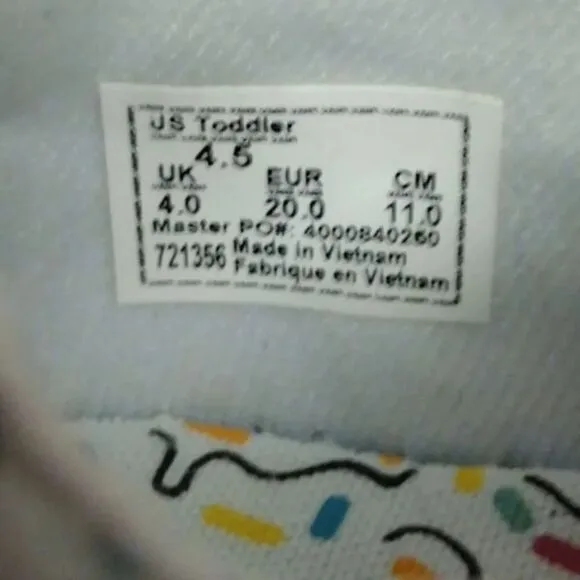 US Toddler
4.5
UK EUR CM
4.0 20.0 11.0
Master PO#: 4000840260
721356 Made in Vietnam
Fabrique en Vietnam